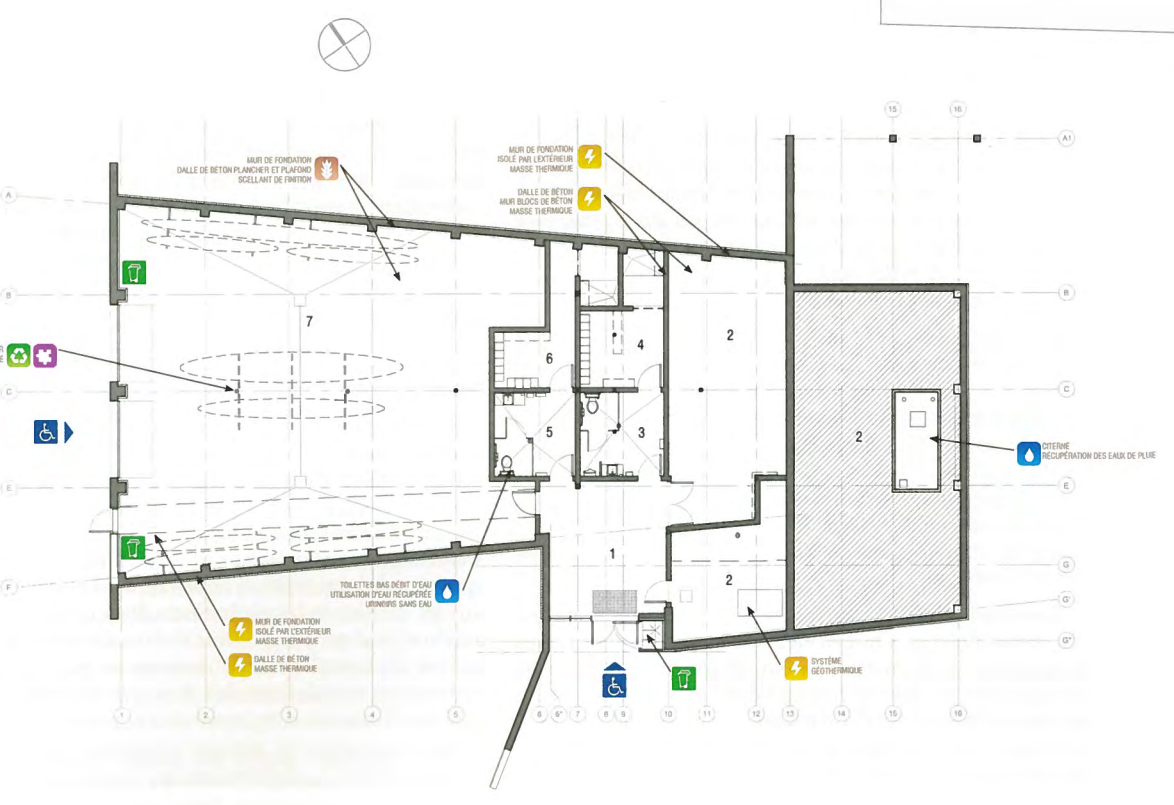 15 16
A1
MUR DE FONDATION
DALLE DE BÉTON PLANCHER ET PLAFOND
SCELLANT DE FINITION
MUR DE FONDATION
ISOLÉ PAR L'EXTÉRIEUR
MASSE THERMIQUE
DALLE DE BÉTON
MUR BLOCS DE BÉTON
MASSE THERMIQUE
A
B
B
7
2
4
6
C
C
5
3
2
CITERNE
RÉCUPÉRATION DES EAUX DE PLUIE
E
E
1
2
G
F
G'
G"
TOILETTES BAS DÉBIT D'EAU
UTILISATION D'EAU RÉCUPÉRÉE
URINOIRS SANS EAU
MUR DE FONDATION
ISOLÉ PAR L'EXTÉRIEUR
MASSE THERMIQUE
DALLE DE BÉTON
MASSE THERMIQUE
SYSTÈME
GÉOTHERMIQUE
1 2 3 4 5 6 6" 7 8 9 10 11 12 13 14 15 16